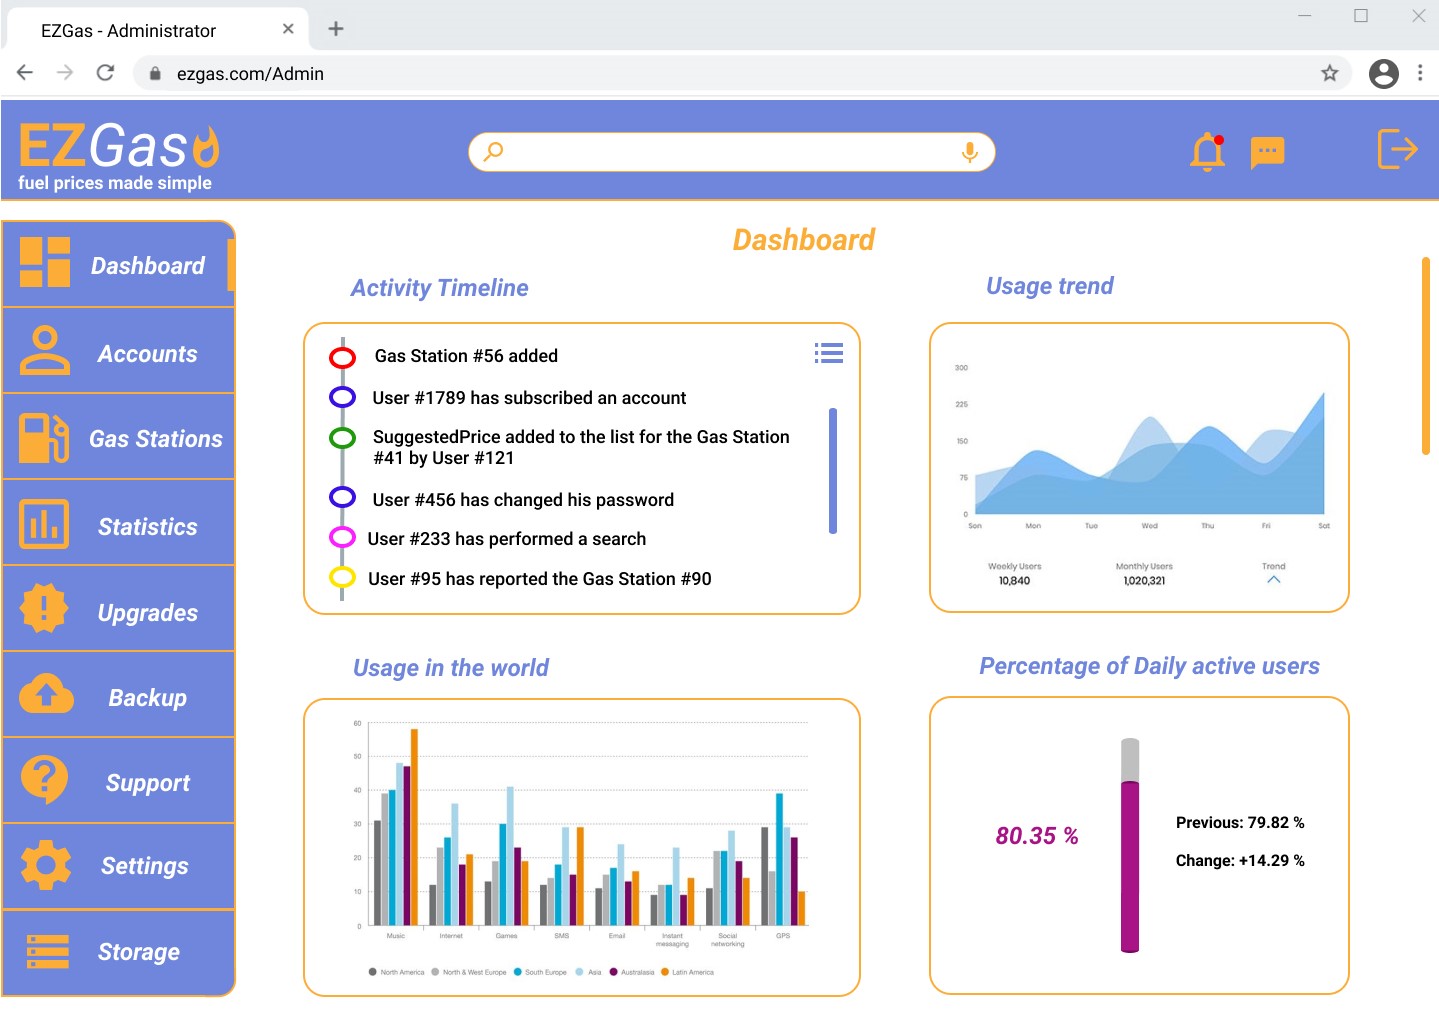 EZGas - Administrator
ezgas.com/Admin
EZGas
fuel prices made simple
Dashboard
Accounts
Gas Stations
Statistics
Upgrades
Backup
Support
Settings
Storage
Dashboard
Activity Timeline
Gas Station #56 added
User #1789 has subscribed an account
SuggestedPrice added to the list for the Gas Station
#41 by User #121
User #456 has changed his password
User #233 has performed a search
User #95 has reported the Gas Station #90
Usage trend
300
225
150
75
0
Son Mon Tue Wed Thu Fri Sat
Weekly Users Monthly Users Trend
10,840 1,020,321
Usage in the world
60
50
40
30
20
10
0
Music Internet Games SMS Email Instant messaging Social networking GPS
North America North & West Europe South Europe Asia Australasia Latin America
Percentage of Daily active users
80.35 %
Previous: 79.82 %
Change: +14.29 %